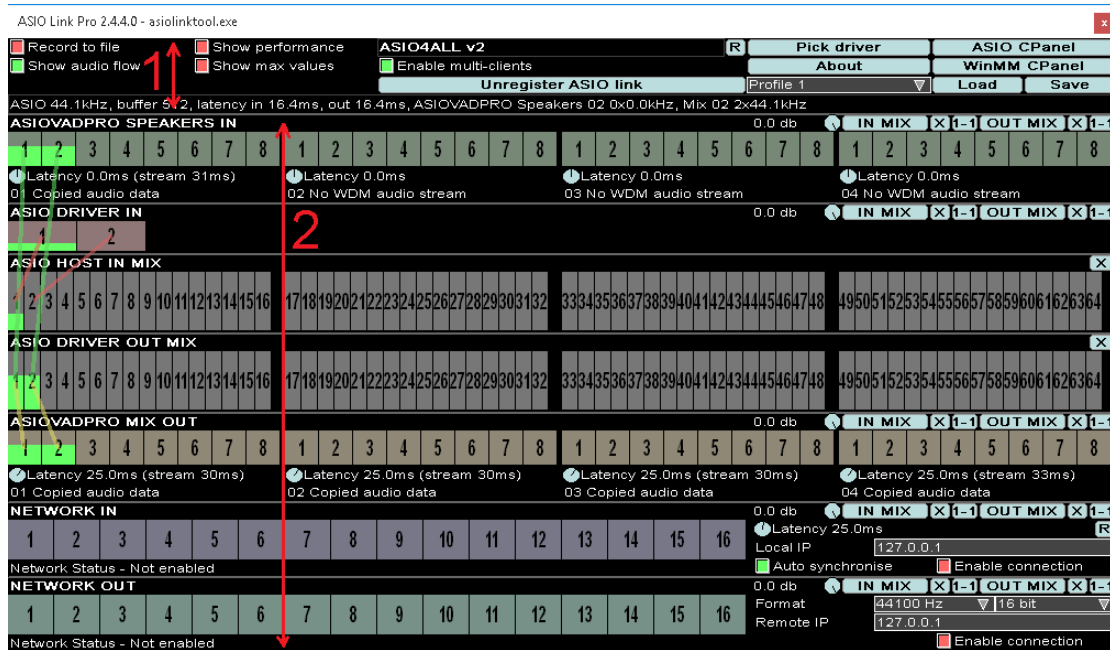 ASIO Link Pro 2.4.4.0 - asiolinktool.exe x
Record to file Show performance ASIO4ALL v2 R Pick driver ASIO CPanel
Show audio flow 1 Show max values Enable multi-clients About WinMM CPanel
Unregister ASIO link Profile 1 Load Save
ASIO 44.1kHz, buffer 512, latency in 16.4ms, out 16.4ms, ASIOVADPRO Speakers 02 0x0.0kHz, Mix 02 2x44.1kHz
ASIOVADPRO SPEAKERS IN 0.0 db IN MIX X 1-1 OUT MIX X 1-1
1 2 3 4 5 6 7 8 1 2 3 4 5 6 7 8 1 2 3 4 5 6 7 8 1 2 3 4 5 6 7 8
Latency 0.0ms (stream 31ms) Latency 0.0ms Latency 0.0ms Latency 0.0ms
01 Copied audio data 02 No WDM audio stream 03 No WDM audio stream 04 No WDM audio stream
ASIO DRIVER IN 0.0 db IN MIX X 1-1 OUT MIX X 1-1
1 2 2
ASIO HOST IN MIX X
1 2 3 4 5 6 7 8 9 10 11 12 13 14 15 16 17 18 19 20 21 22 23 24 25 26 27 28 29 30 31 32 33 34 35 36 37 38 39 40 41 42 43 44 45 46 47 48 49 50 51 52 53 54 55 56 57 58 59 60 61 62 63 64
ASIO DRIVER OUT MIX X
1 2 3 4 5 6 7 8 9 10 11 12 13 14 15 16 17 18 19 20 21 22 23 24 25 26 27 28 29 30 31 32 33 34 35 36 37 38 39 40 41 42 43 44 45 46 47 48 49 50 51 52 53 54 55 56 57 58 59 60 61 62 63 64
ASIOVADPRO MIX OUT 0.0 db IN MIX X 1-1 OUT MIX X 1-1
1 2 3 4 5 6 7 8 1 2 3 4 5 6 7 8 1 2 3 4 5 6 7 8 1 2 3 4 5 6 7 8
Latency 25.0ms (stream 30ms) Latency 25.0ms (stream 30ms) Latency 25.0ms (stream 30ms) Latency 25.0ms (stream 33ms)
01 Copied audio data 02 Copied audio data 03 Copied audio data 04 Copied audio data
NETWORK IN 0.0 db IN MIX X 1-1 OUT MIX X 1-1
Latency 25.0ms R
1 2 3 4 5 6 7 8 9 10 11 12 13 14 15 16
Local IP 127.0.0.1
Network Status - Not enabled Auto synchronise Enable connection
NETWORK OUT 0.0 db IN MIX X 1-1 OUT MIX X 1-1
Format 44100 Hz 16 bit
1 2 3 4 5 6 7 8 9 10 11 12 13 14 15 16
Remote IP 127.0.0.1
Network Status - Not enabled Enable connection